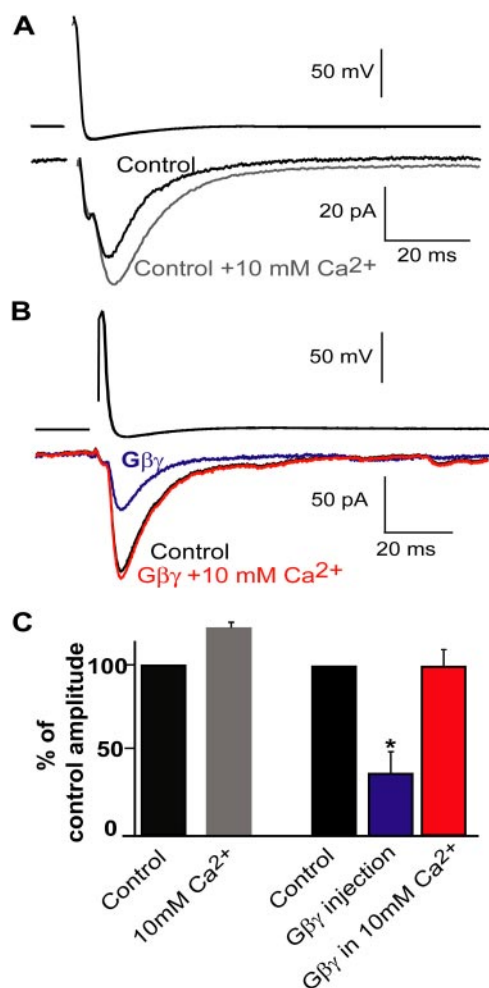 A
50 mV
Control
20 pA
Control +10 mM Ca2+
20 ms
B
50 mV
Gβγ
50 pA
Control
20 ms
Gβγ +10 mM Ca2+
C
% of
control amplitude
100
50
0
Control
10mM Ca2+
Control
Gβγ injection
*
Gβγ in 10mM Ca2+